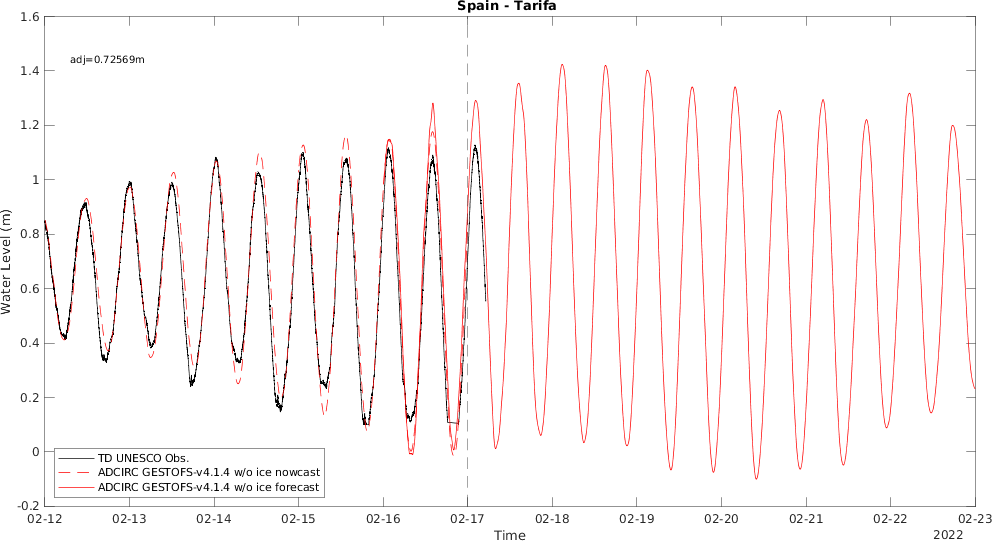 Spain - Tarifa
1.6
1.4
1.2
1
0.8
0.6
0.4
0.2
0
-0.2
Water Level (m)
adj=0.72569m
TD UNESCO Obs.
ADCIRC GESTOFS-v4.1.4 w/o ice nowcast
ADCIRC GESTOFS-v4.1.4 w/o ice forecast
02-12 02-13 02-14 02-15 02-16 02-17 02-18 02-19 02-20 02-21 02-22 02-23
Time
2022